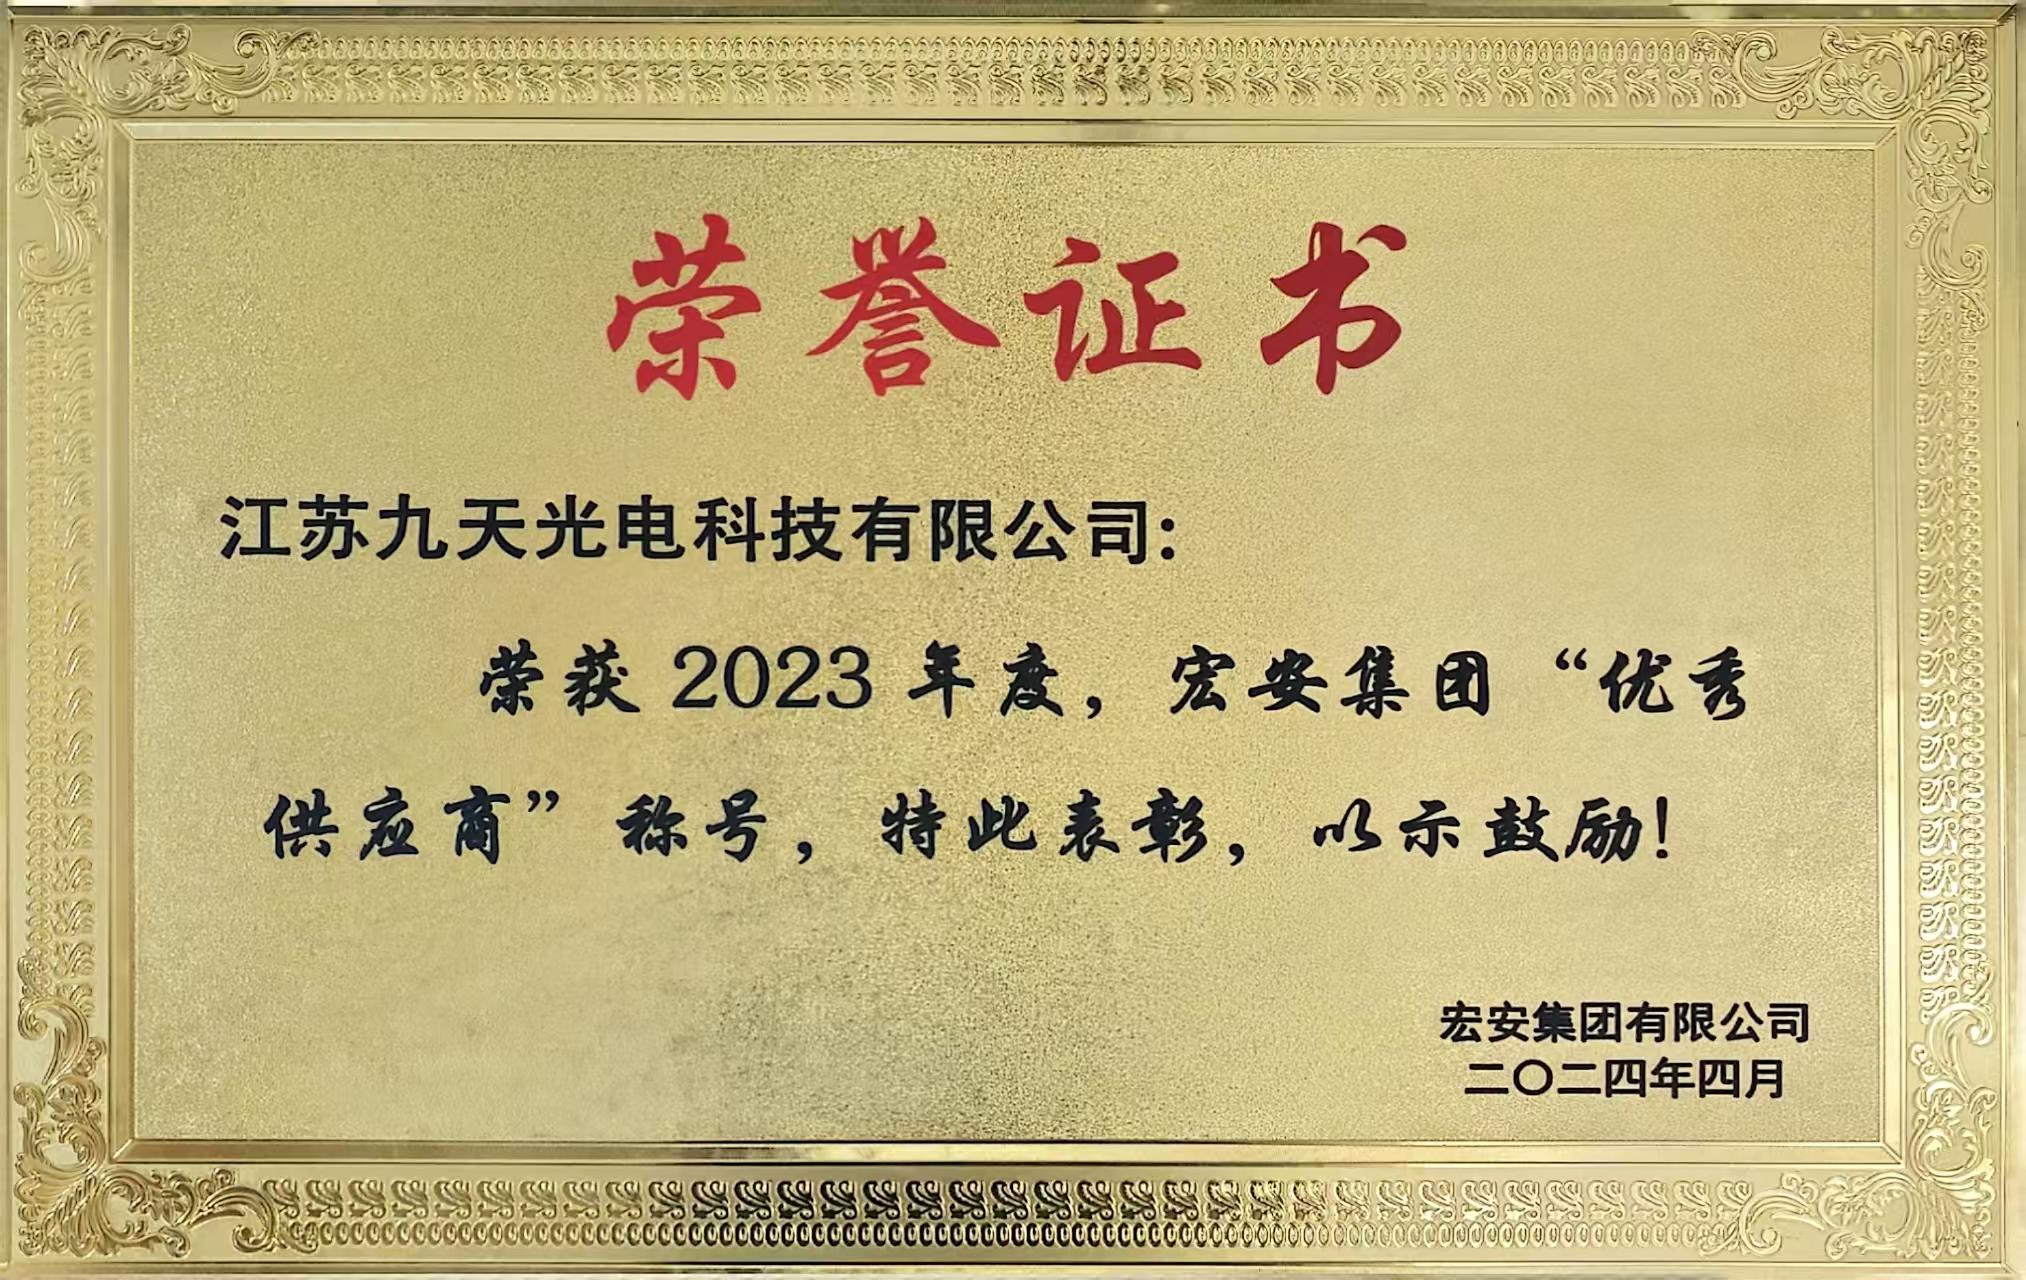 荣誉证书
江苏九天光电科技有限公司：
荣获 2023 年度，宏安集团“优秀
供应商”称号，特此表彰，以示鼓励！
宏安集团有限公司
二〇二四年四月